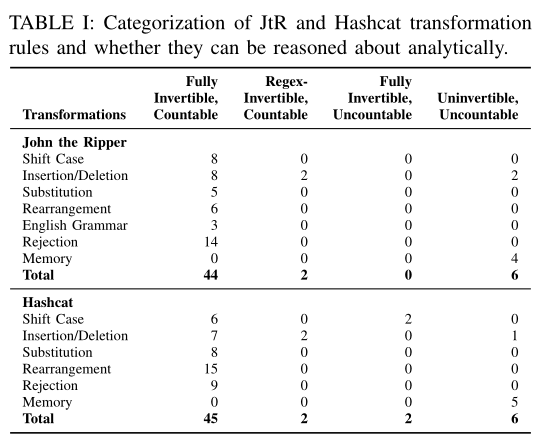 TABLE I: Categorization of JtR and Hashcat transformation
rules and whether they can be reasoned about analytically.
Fully Regex- Fully
Invertible, Invertible, Invertible, Uninvertible,
Transformations Countable Countable Uncountable Uncountable
John the Ripper
Shift Case 8 0 0 0
Insertion/Deletion 8 2 0 2
Substitution 5 0 0 0
Rearrangement 6 0 0 0
English Grammar 3 0 0 0
Rejection 14 0 0 0
Memory 0 0 0 4
Total 44 2 0 6
Hashcat
Shift Case 6 0 2 0
Insertion/Deletion 7 2 0 1
Substitution 8 0 0 0
Rearrangement 15 0 0 0
Rejection 9 0 0 0
Memory 0 0 0 5
Total 45 2 2 6